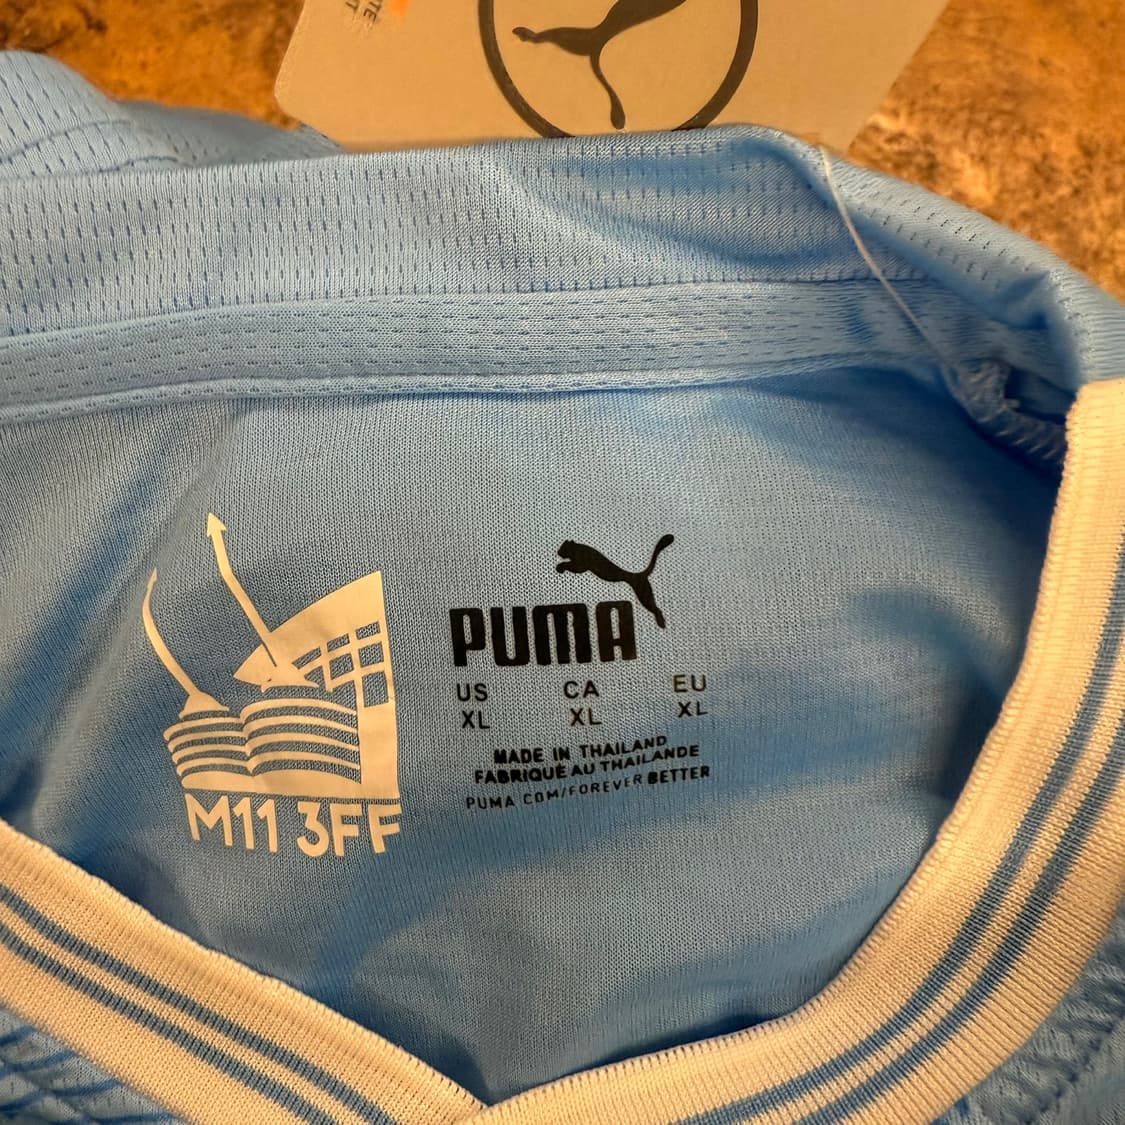 PUMA
US CA EU
XL XL XL
MADE IN THAILAND
FABRIQUÉ AU THAILANDE
PUMA.COM/FOREVER BETTER
M11 3FF